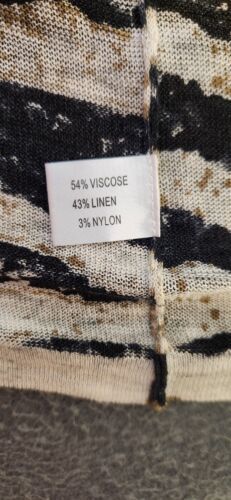 54% VISCOSE
43% LINEN
3% NYLON